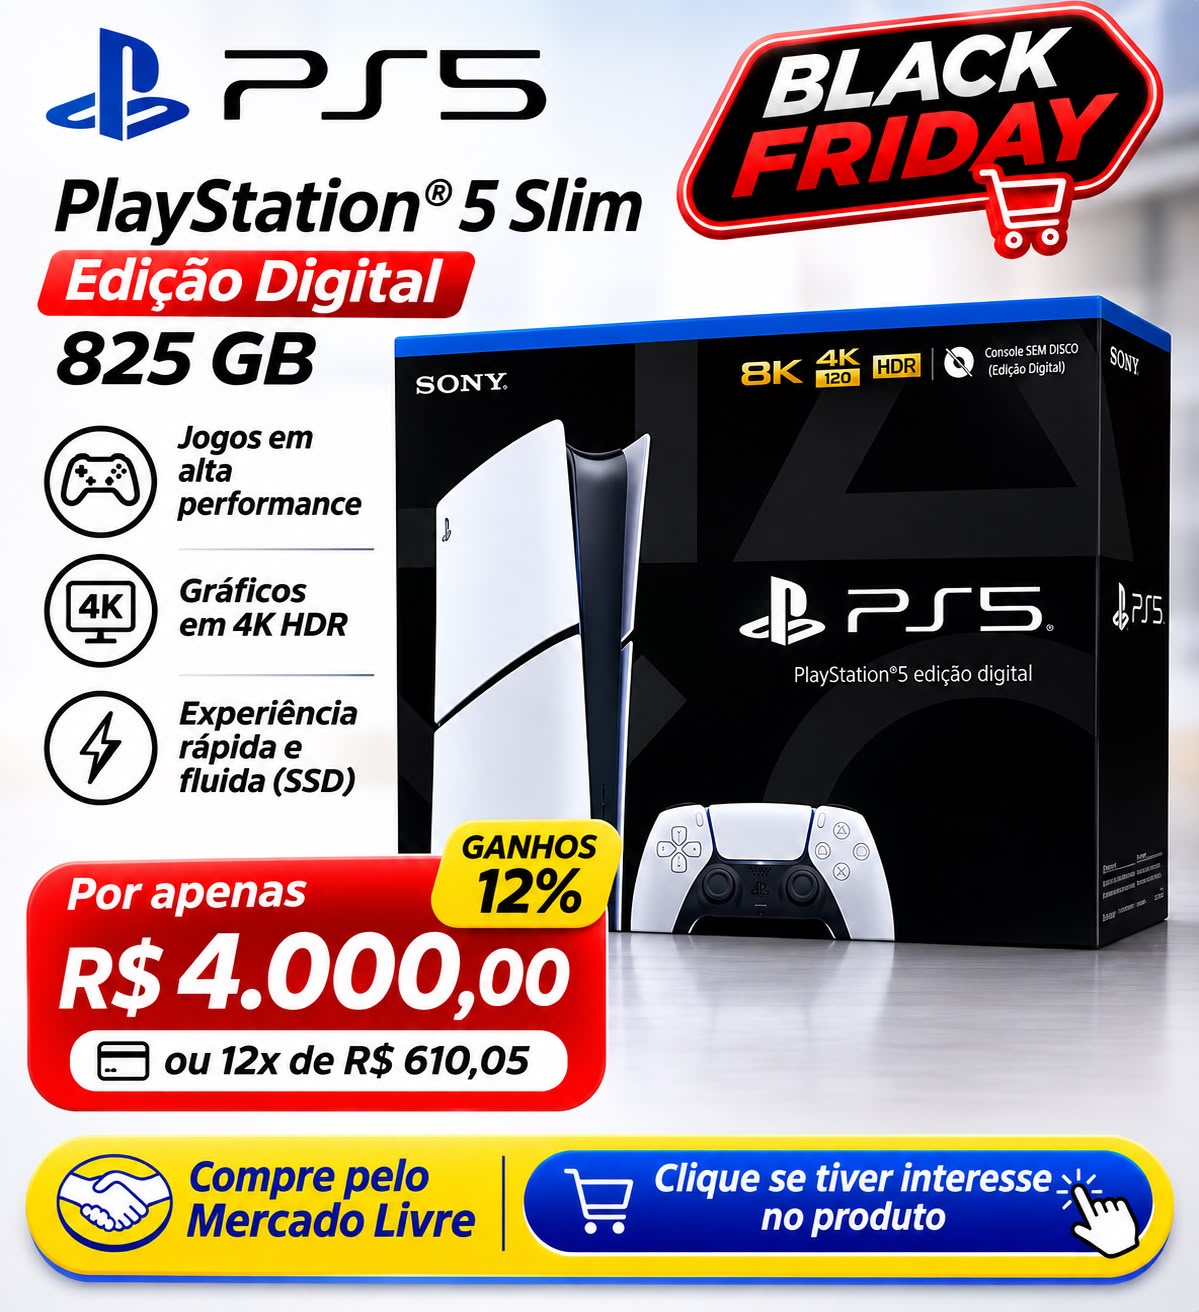 PS5
BLACK
FRIDAY
PlayStation® 5 Slim
Edição Digital
825 GB
Jogos em
alta
performance
4K
Gráficos
em 4K HDR
Experiência
rápida e
fluida (SSD)
SONY
8K
4K
120
HDR
Console SEM DISCO
(Edição Digital)
SONY
PS5
PlayStation®5 edição digital
PS5
GANHOS
12%
Por apenas
R$ 4.000,00
ou 12x de R$ 610,05
Compre pelo
Mercado Livre
Clique se tiver interesse
no produto